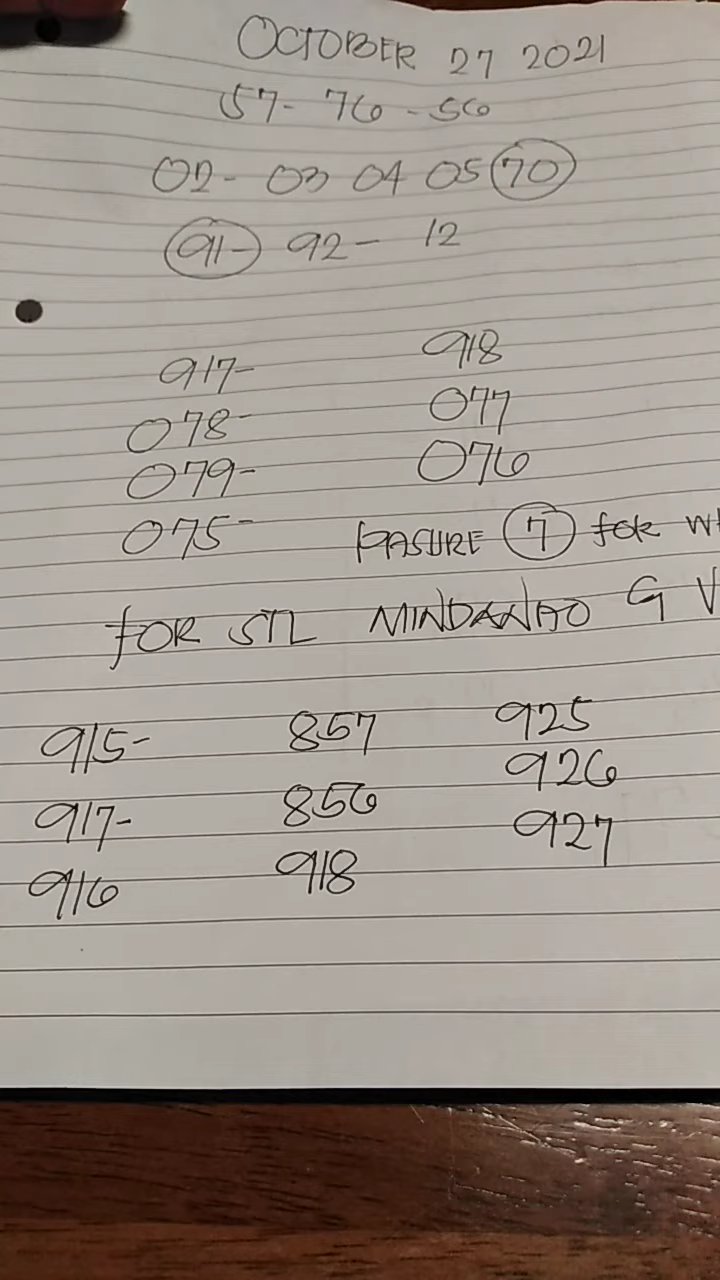 OCTOBER 27 2021
57- 76 - 56
02- 03 04 05 70
91- 92- 12
917- 918
078- 077
079- 076
075- PASURE 7 for
FOR STL MINDANAO G
915- 857 925
917- 856 926
916 918 927